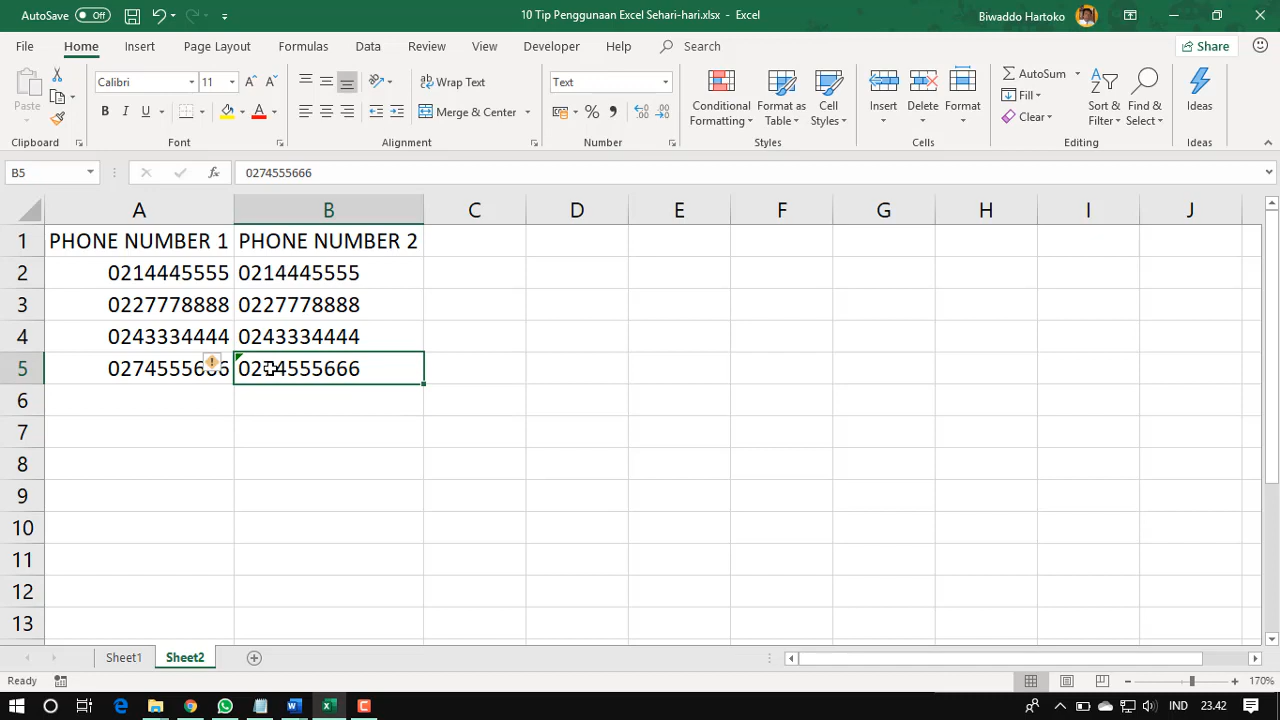 AutoSave Off
10 Tip Penggunaan Excel Sehari-hari.xlsx - Excel
Biwaddo Hartoko
File Home Insert Page Layout Formulas Data Review View Developer Help Search Share
Paste
Calibri 11
B I U A
Wrap Text
Merge & Center
Text
%
Conditional Formatting
Format as Table
Cell Styles
Insert
Delete
Format
AutoSum
Fill
Clear
Sort & Filter
Find & Select
Ideas
Clipboard Font Alignment Number Styles Cells Editing Ideas
B5 fx 0274555666
A B C D E F G H I J
1 PHONE NUMBER 1 PHONE NUMBER 2
2 0214445555 0214445555
3 0227778888 0227778888
4 0243334444 0243334444
5 0274555666 0274555666
6
7
8
9
10
11
12
13
Sheet1 Sheet2
Ready 170%
IND 23.42